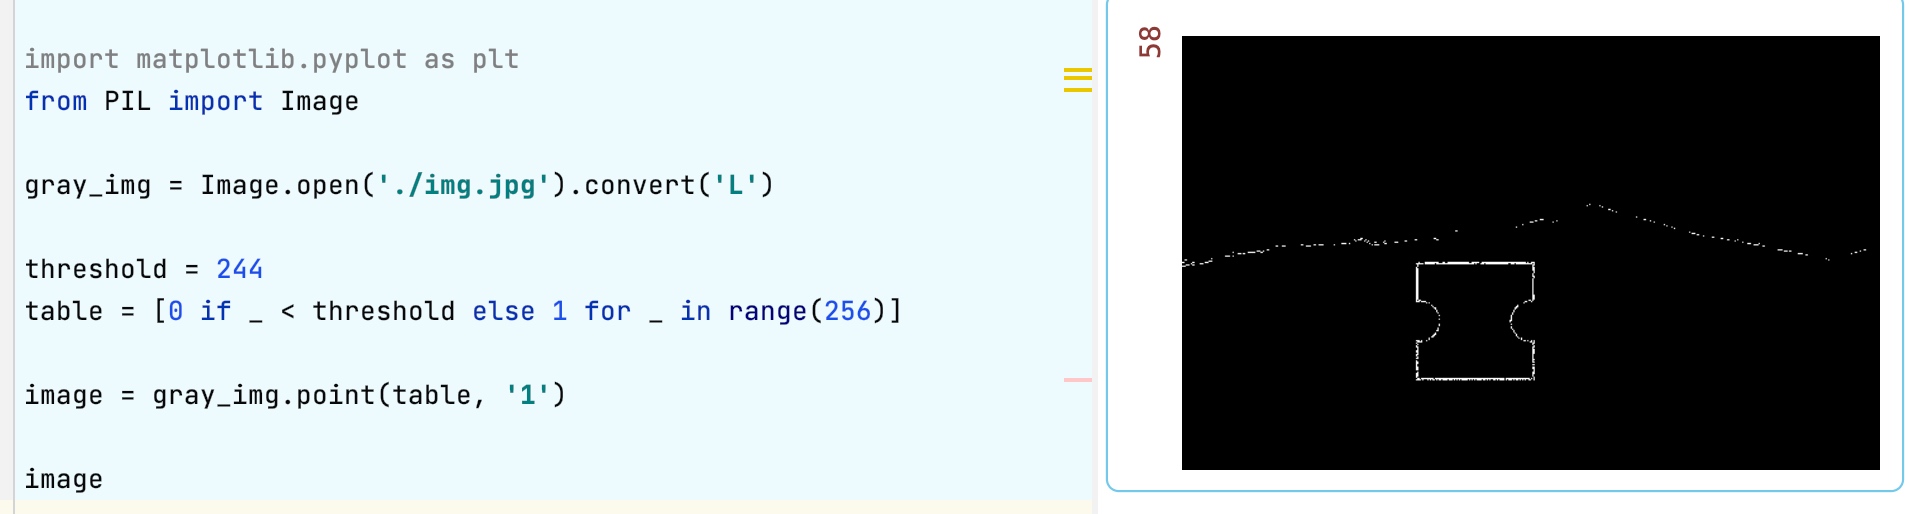 import matplotlib.pyplot as plt
from PIL import Image
gray_img = Image.open('./img.jpg').convert('L')
threshold = 244
table = [0 if _ < threshold else 1 for _ in range(256)]
image = gray_img.point(table, '1')
image
58